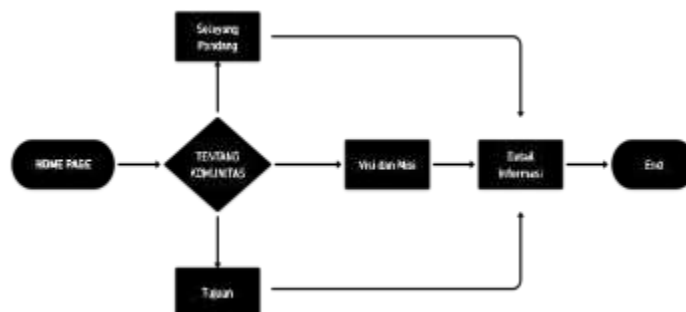 Selayang
Pandang
HOME PAGE
TENTANG
KOMUNITAS
Visi dan Misi
Detail
Informasi
End
Tujuan